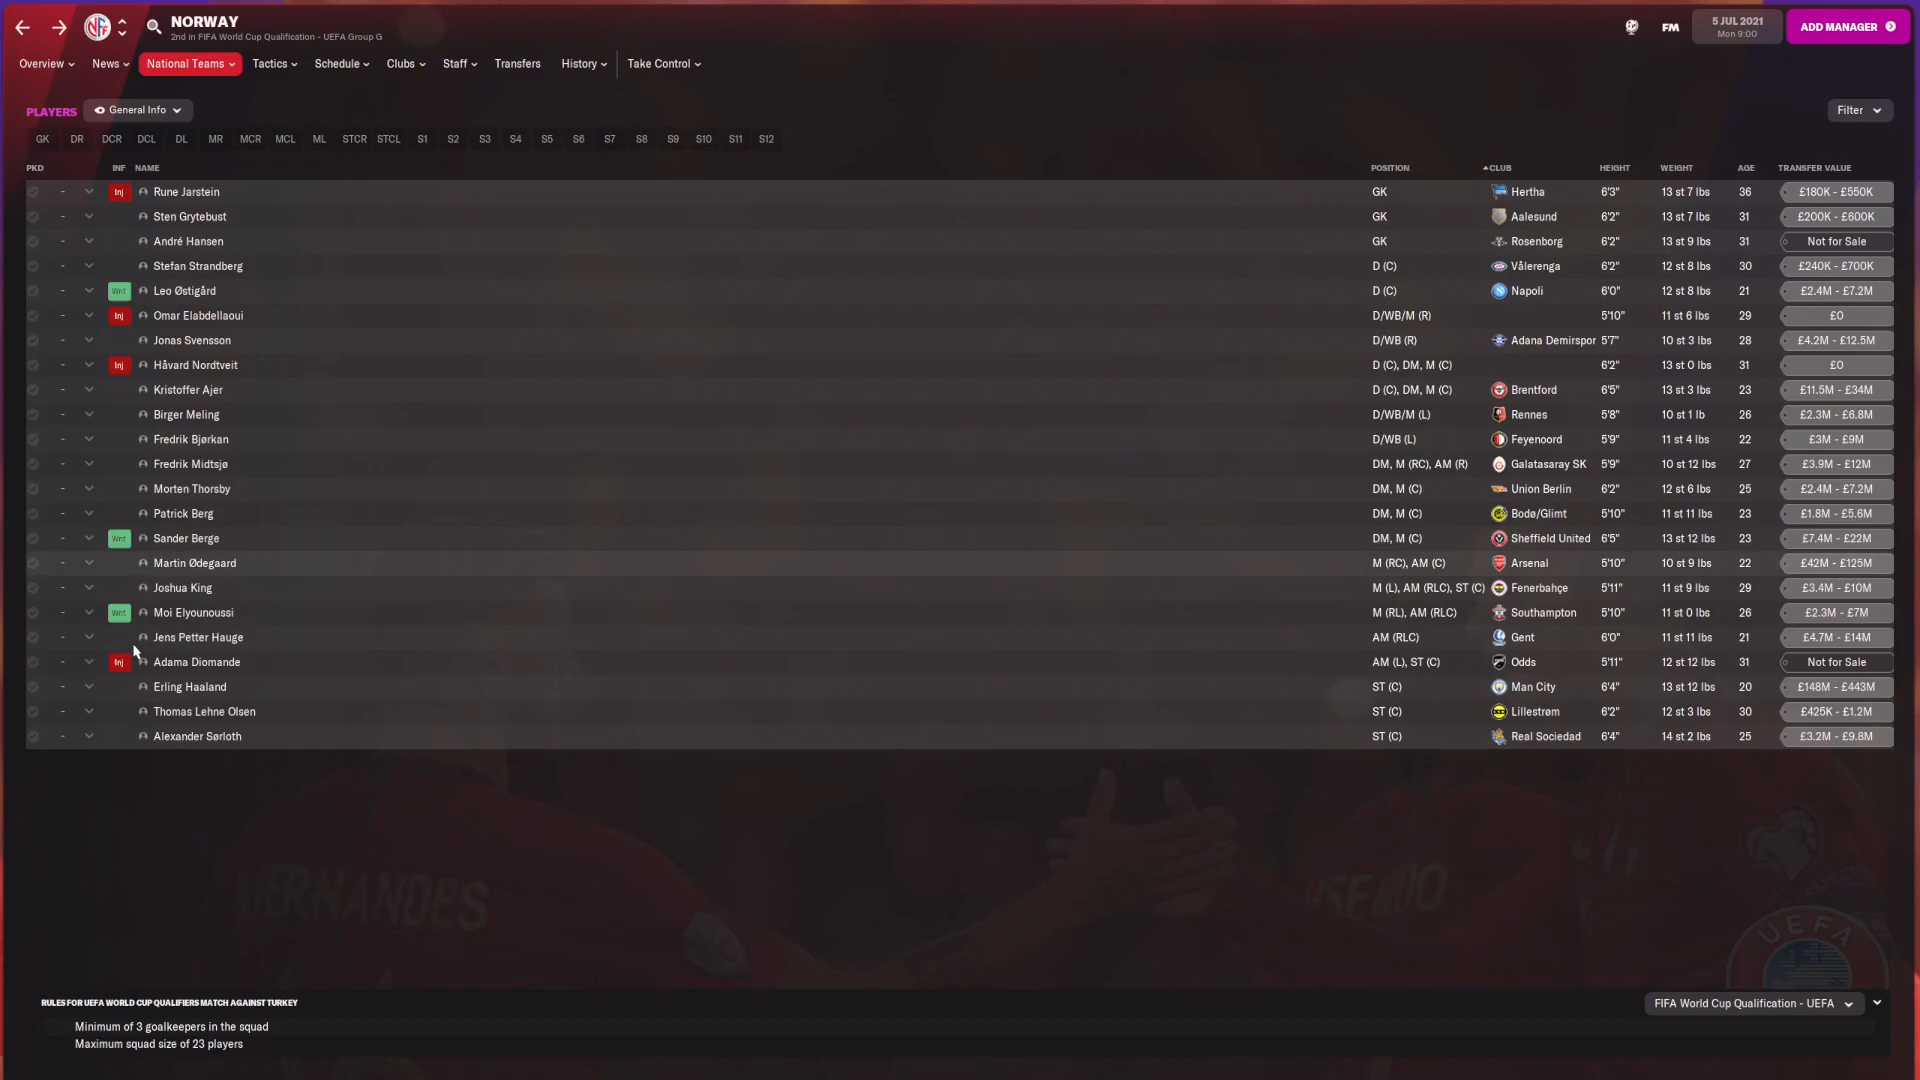 NORWAY
2nd in FIFA World Cup Qualification - UEFA Group G
FM
5 JUL 2021
Mon 9:00
ADD MANAGER
Overview News National Teams Tactics Schedule Clubs Staff Transfers History Take Control
PLAYERS General Info Filter
GK DR DCR DCL DL MR MCR MCL ML STCR STCL S1 S2 S3 S4 S5 S6 S7 S8 S9 S10 S11 S12
PKD INF NAME POSITION CLUB HEIGHT WEIGHT AGE TRANSFER VALUE
- Inj Rune Jarstein GK Hertha 6'3" 13 st 7 lbs 36 £180K - £550K
- Sten Grytebust GK Aalesund 6'2" 13 st 7 lbs 31 £200K - £600K
- André Hansen GK Rosenborg 6'2" 13 st 9 lbs 31 Not for Sale
- Stefan Strandberg D (C) Vålerenga 6'2" 12 st 8 lbs 30 £240K - £700K
- Wnt Leo Østigård D (C) Napoli 6'0" 12 st 8 lbs 21 £2.4M - £7.2M
- Inj Omar Elabdellaoui D/WB/M (R) 5'10" 11 st 6 lbs 29 £0
- Jonas Svensson D/WB (R) Adana Demirspor 5'7" 10 st 3 lbs 28 £4.2M - £12.5M
- Inj Håvard Nordtveit D (C), DM, M (C) 6'2" 13 st 0 lbs 31 £0
- Kristoffer Ajer D (C), DM, M (C) Brentford 6'5" 13 st 3 lbs 23 £11.5M - £34M
- Birger Meling D/WB/M (L) Rennes 5'8" 10 st 1 lb 26 £2.3M - £6.8M
- Fredrik Bjørkan D/WB (L) Feyenoord 5'9" 11 st 4 lbs 22 £3M - £9M
- Fredrik Midtsjø DM, M (RC), AM (R) Galatasaray SK 5'9" 10 st 12 lbs 27 £3.9M - £12M
- Morten Thorsby DM, M (C) Union Berlin 6'2" 12 st 6 lbs 25 £2.4M - £7.2M
- Patrick Berg DM, M (C) Bodø/Glimt 5'10" 11 st 11 lbs 23 £1.8M - £5.6M
- Wnt Sander Berge DM, M (C) Sheffield United 6'5" 13 st 12 lbs 23 £7.4M - £22M
- Martin Ødegaard M (RC), AM (C) Arsenal 5'10" 10 st 9 lbs 22 £42M - £125M
- Joshua King M (L), AM (RLC), ST (C) Fenerbahçe 5'11" 11 st 9 lbs 29 £3.4M - £10M
- Wnt Moi Elyounoussi M (RL), AM (RLC) Southampton 5'10" 11 st 0 lbs 26 £2.3M - £7M
- Jens Petter Hauge AM (RLC) Gent 6'0" 11 st 11 lbs 21 £4.7M - £14M
- Inj Adama Diomande AM (L), ST (C) Odds 5'11" 12 st 12 lbs 31 Not for Sale
- Erling Haaland ST (C) Man City 6'4" 13 st 12 lbs 20 £148M - £443M
- Thomas Lehne Olsen ST (C) Lillestrøm 6'2" 12 st 3 lbs 30 £425K - £1.2M
- Alexander Sørloth ST (C) Real Sociedad 6'4" 14 st 2 lbs 25 £3.2M - £9.8M
UEFA
RULES FOR UEFA WORLD CUP QUALIFIERS MATCH AGAINST TURKEY
FIFA World Cup Qualification - UEFA
Minimum of 3 goalkeepers in the squad
Maximum squad size of 23 players